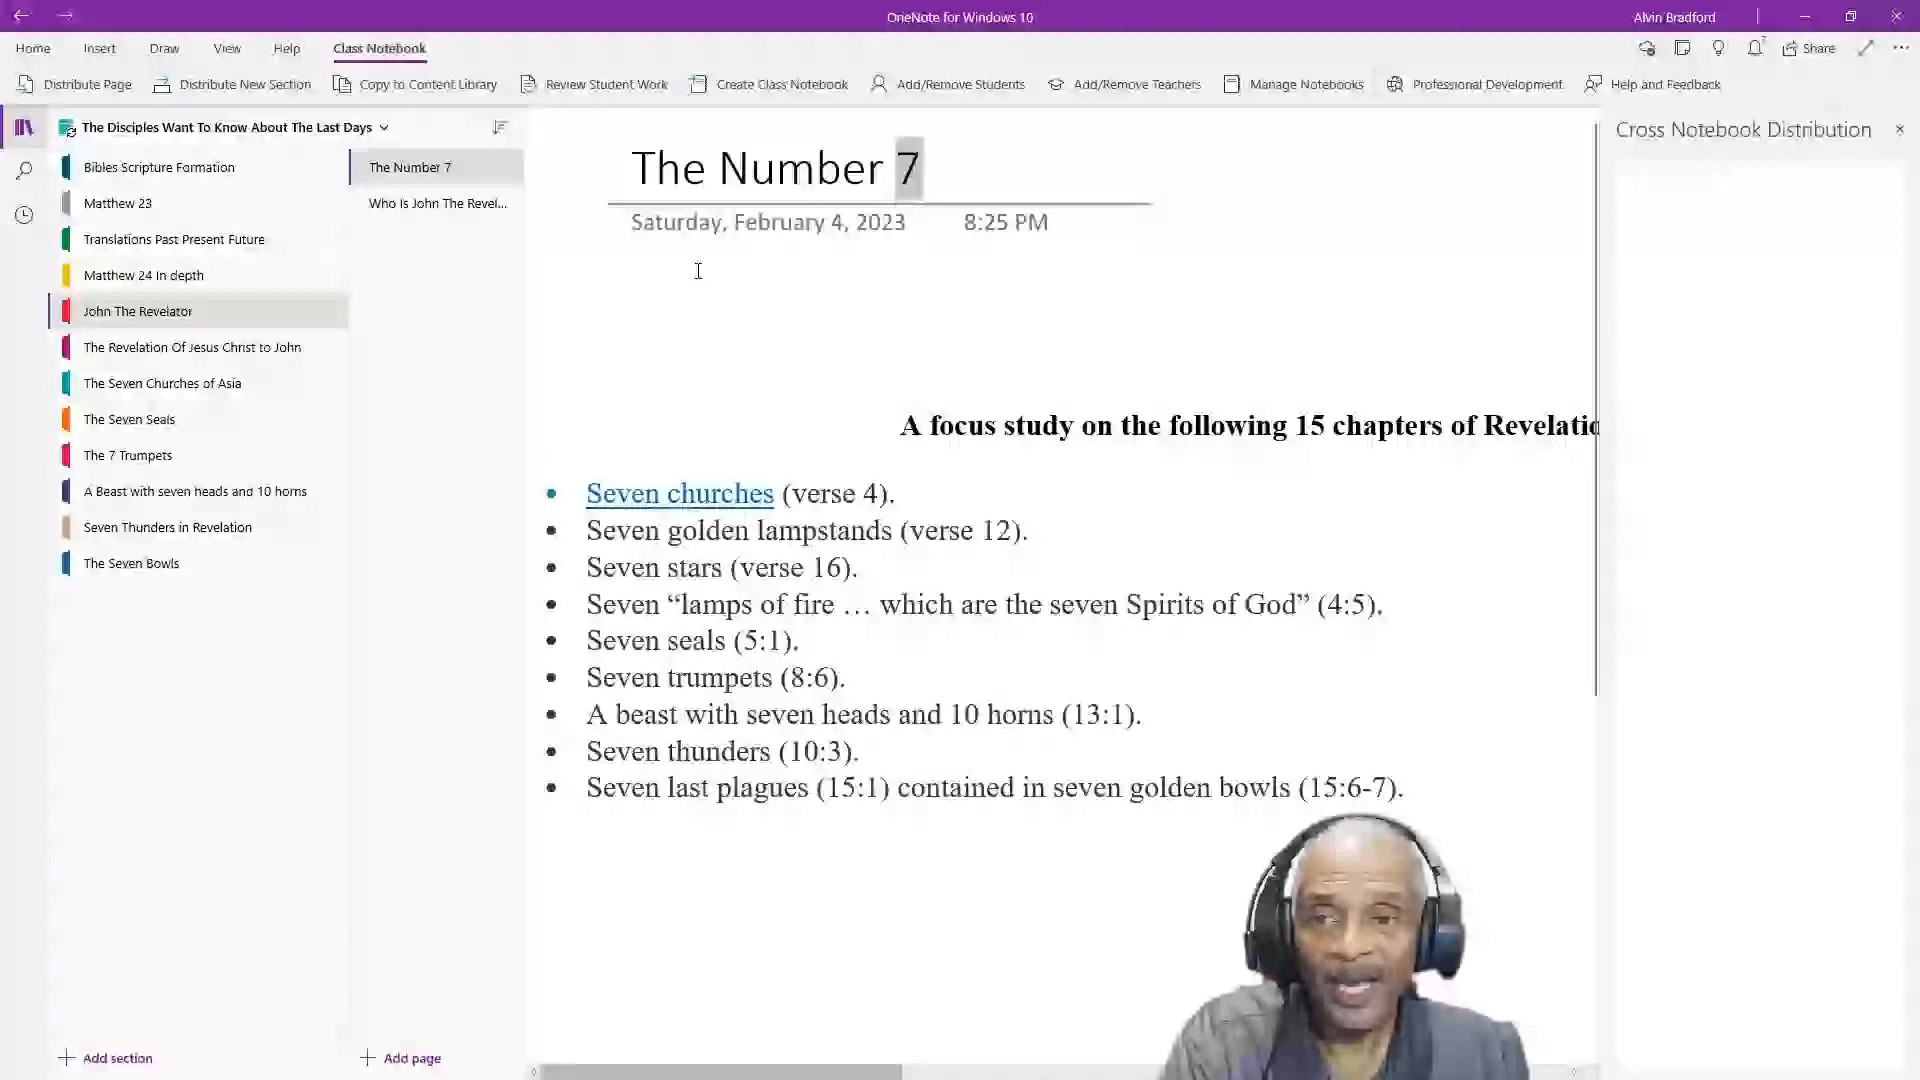 OneNote for Windows 10
Alvin Bradford
Home Insert Draw View Help Class Notebook
Share
Distribute Page Distribute New Section Copy to Content Library Review Student Work Create Class Notebook Add/Remove Students Add/Remove Teachers Manage Notebooks Professional Development Help and Feedback
The Disciples Want To Know About The Last Days
Bibles Scripture Formation
Matthew 23
Translations Past Present Future
Matthew 24 In depth
John The Revelator
The Revelation Of Jesus Christ to John
The Seven Churches of Asia
The Seven Seals
The 7 Trumpets
A Beast with seven heads and 10 horns
Seven Thunders in Revelation
The Seven Bowls
Add section
The Number 7
Who Is John The Revel...
Add page
The Number 7
Saturday, February 4, 2023 8:25 PM
A focus study on the following 15 chapters of Revelatio
• Seven churches (verse 4).
• Seven golden lampstands (verse 12).
• Seven stars (verse 16).
• Seven “lamps of fire … which are the seven Spirits of God” (4:5).
• Seven seals (5:1).
• Seven trumpets (8:6).
• A beast with seven heads and 10 horns (13:1).
• Seven thunders (10:3).
• Seven last plagues (15:1) contained in seven golden bowls (15:6-7).
Cross Notebook Distribution